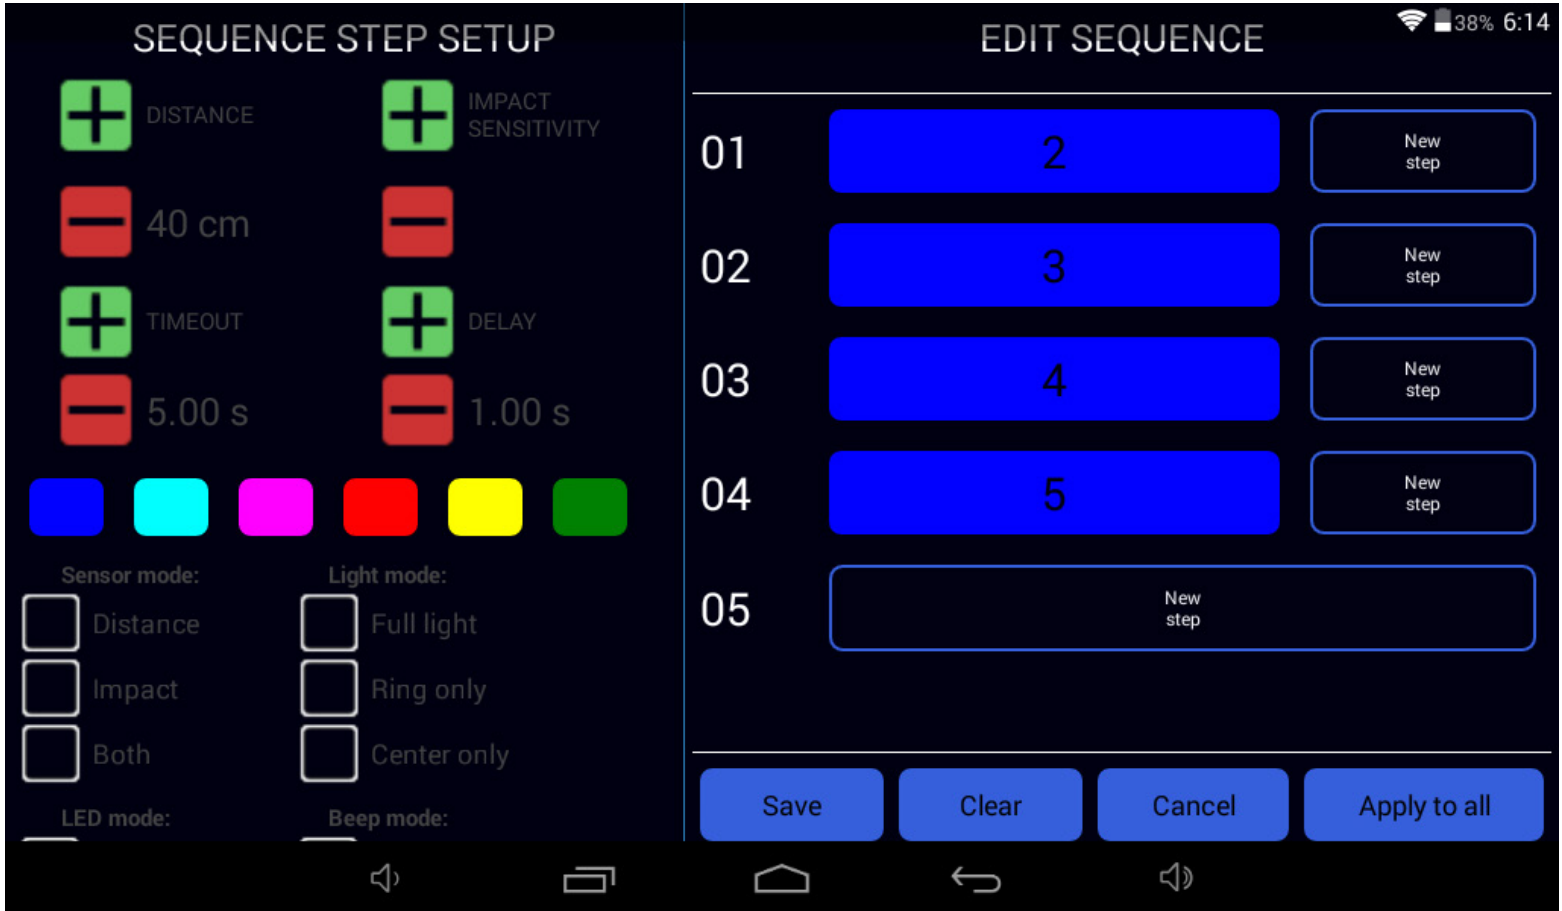 SEQUENCE STEP SETUP
DISTANCE
IMPACT
SENSITIVITY
40 cm
TIMEOUT
DELAY
5.00 s
1.00 s
Sensor mode:
Light mode:
Distance
Full light
Impact
Ring only
Both
Center only
LED mode:
Beep mode:
38% 6:14
EDIT SEQUENCE
01
2
New
step
02
3
New
step
03
4
New
step
04
5
New
step
05
New
step
Save
Clear
Cancel
Apply to all